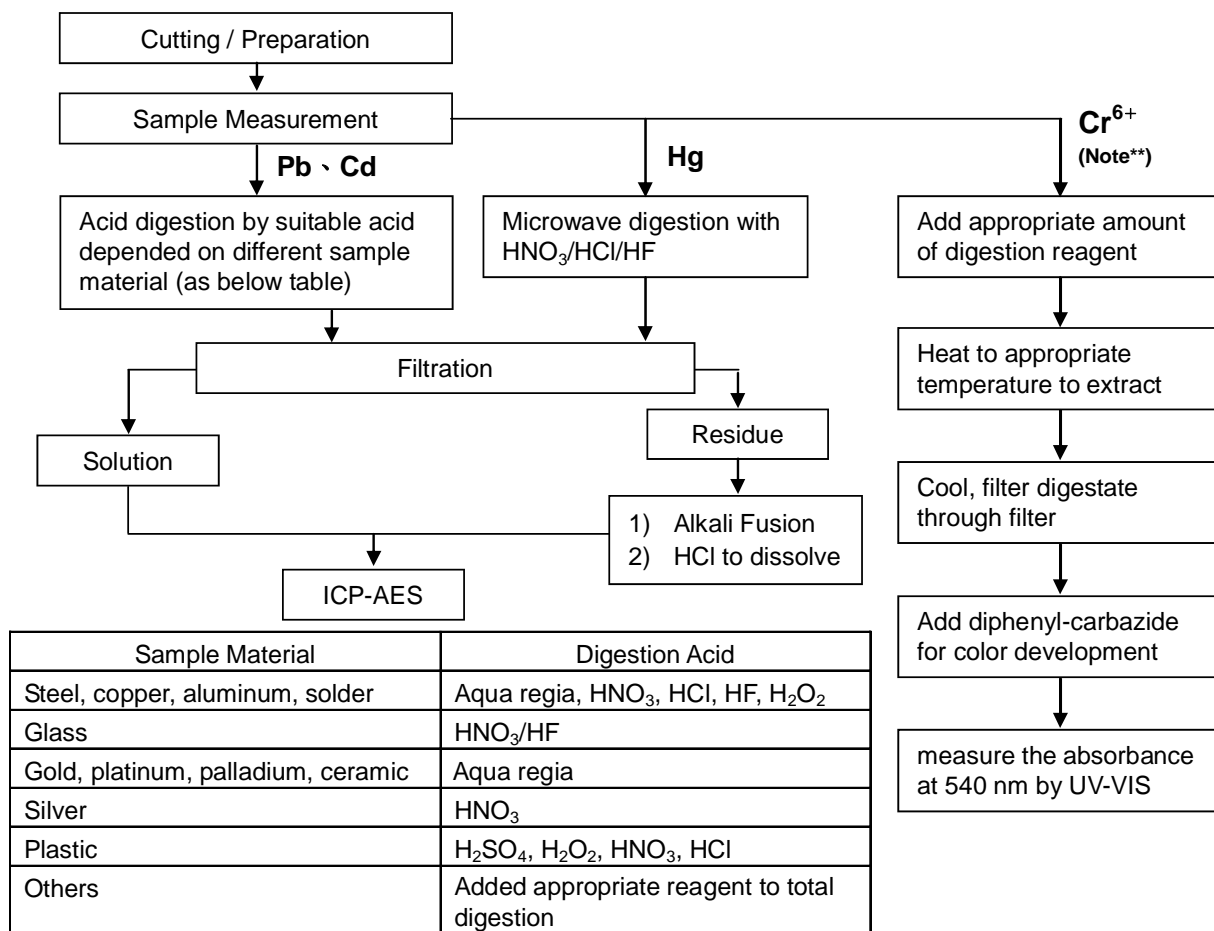 Cutting / Preparation
Sample Measurement
Pb、Cd
Hg
Cr⁶⁺
(Note**)
Acid digestion by suitable acid
depended on different sample
material (as below table)
Microwave digestion with
HNO₃/HCl/HF
Add appropriate amount
of digestion reagent
Filtration
Heat to appropriate
temperature to extract
Solution
Residue
Cool, filter digestate
through filter
1) Alkali Fusion
2) HCl to dissolve
ICP-AES
Add diphenyl-carbazide
for color development
measure the absorbance
at 540 nm by UV-VIS
Sample Material Digestion Acid
Steel, copper, aluminum, solder Aqua regia, HNO₃, HCl, HF, H₂O₂
Glass HNO₃/HF
Gold, platinum, palladium, ceramic Aqua regia
Silver HNO₃
Plastic H₂SO₄, H₂O₂, HNO₃, HCl
Others Added appropriate reagent to total
digestion